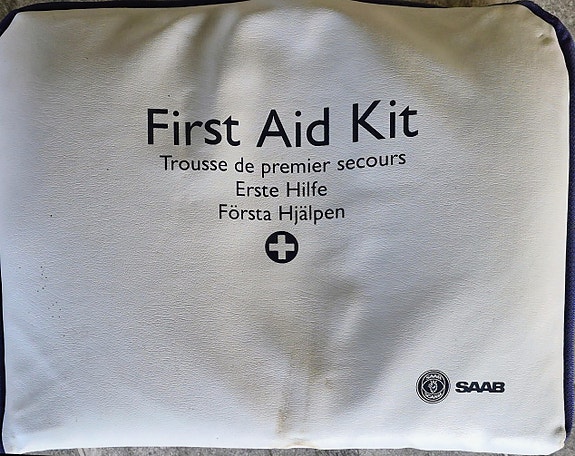 First Aid Kit
Trousse de premier secours
Erste Hilfe
Första Hjälpen
SAAB